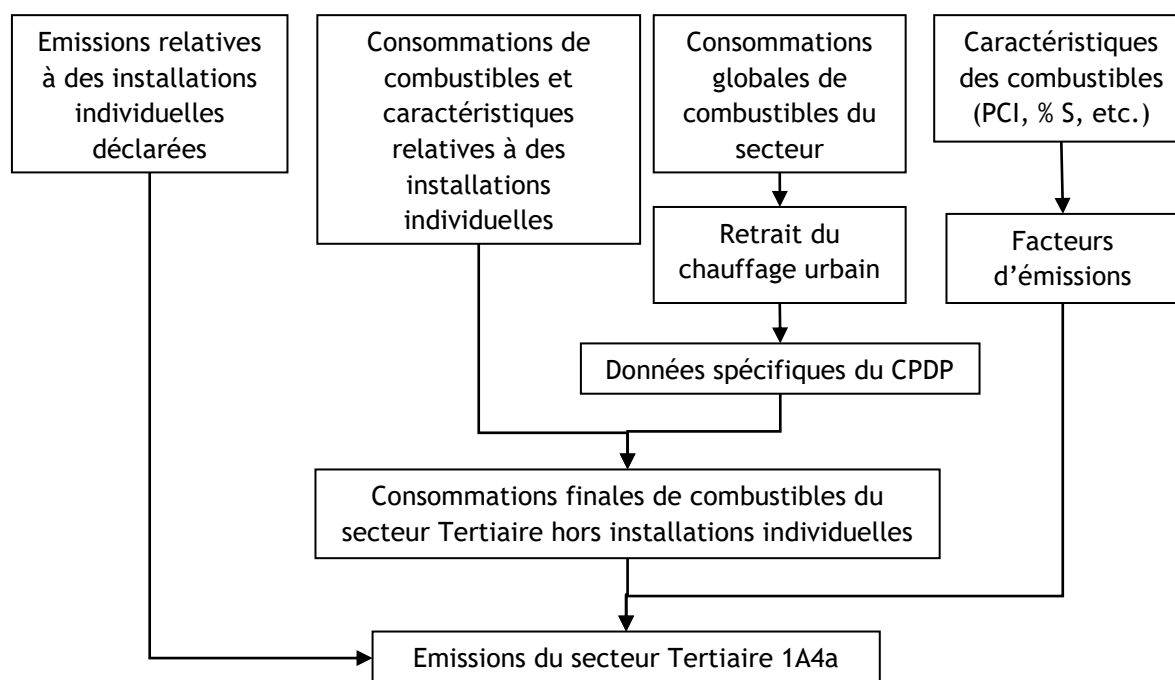 Emissions relatives
à des installations
individuelles
déclarées
Consommations de
combustibles et
caractéristiques
relatives à des
installations
individuelles
Consommations
globales de
combustibles du
secteur
Caractéristiques
des combustibles
(PCI, % S, etc.)
Retrait du
chauffage urbain
Facteurs
d’émissions
Données spécifiques du CPDP
Consommations finales de combustibles du
secteur Tertiaire hors installations individuelles
Emissions du secteur Tertiaire 1A4a